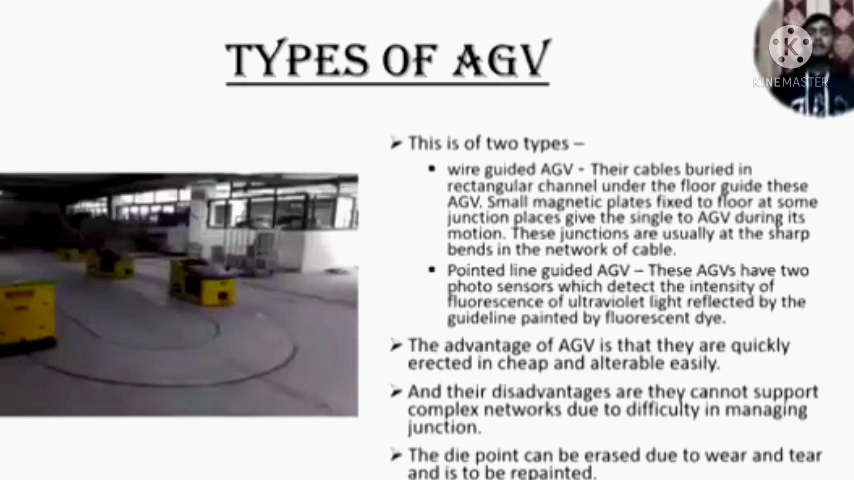 TYPES OF AGV
K
KINEMASTER
➢ This is of two types –
▪ wire guided AGV - Their cables buried in
rectangular channel under the floor guide these
AGV. Small magnetic plates fixed to floor at some
junction places give the single to AGV during its
motion. These junctions are usually at the sharp
bends in the network of cable.
▪ Pointed line guided AGV – These AGVs have two
photo sensors which detect the intensity of
fluorescence of ultraviolet light reflected by the
guideline painted by fluorescent dye.
➢ The advantage of AGV is that they are quickly
erected in cheap and alterable easily.
➢ And their disadvantages are they cannot support
complex networks due to difficulty in managing
junction.
➢ The die point can be erased due to wear and tear
and is to be repainted.